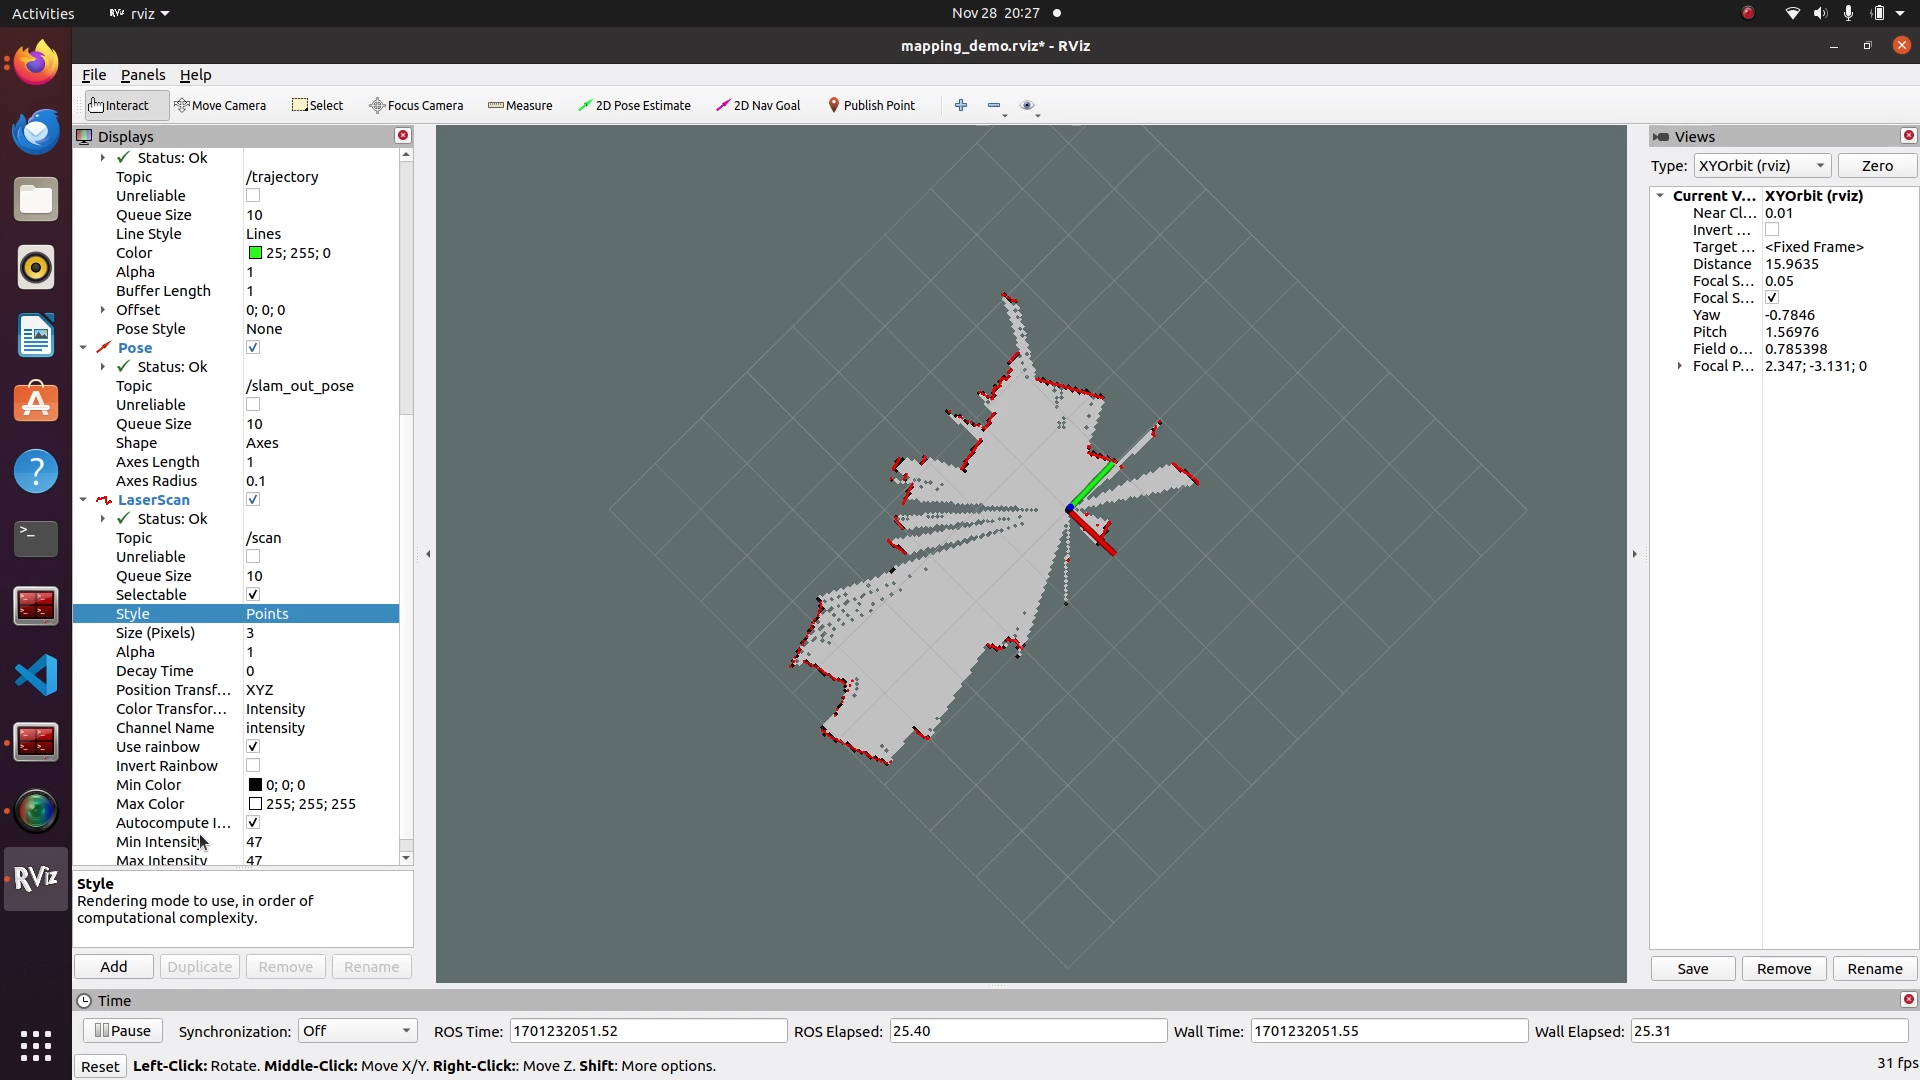 Activities
RViz rviz
Nov 28 20:27
mapping_demo.rviz* - RViz
File Panels Help
Interact Move Camera Select Focus Camera Measure 2D Pose Estimate 2D Nav Goal Publish Point
Displays
Status: Ok
Topic /trajectory
Unreliable
Queue Size 10
Line Style Lines
Color 25; 255; 0
Alpha 1
Buffer Length 1
Offset 0; 0; 0
Pose Style None
Pose
Status: Ok
Topic /slam_out_pose
Unreliable
Queue Size 10
Shape Axes
Axes Length 1
Axes Radius 0.1
LaserScan
Status: Ok
Topic /scan
Unreliable
Queue Size 10
Selectable
Style Points
Size (Pixels) 3
Alpha 1
Decay Time 0
Position Transf... XYZ
Color Transfor... Intensity
Channel Name intensity
Use rainbow
Invert Rainbow
Min Color 0; 0; 0
Max Color 255; 255; 255
Autocompute I...
Min Intensity 47
Max Intensity 47
Style
Rendering mode to use, in order of
computational complexity.
Add Duplicate Remove Rename
Views
Type: XYOrbit (rviz) Zero
Current V... XYOrbit (rviz)
Near Cl... 0.01
Invert ...
Target ... <Fixed Frame>
Distance 15.9635
Focal S... 0.05
Focal S...
Yaw -0.7846
Pitch 1.56976
Field o... 0.785398
Focal P... 2.347; -3.131; 0
Save Remove Rename
RViz
Time
Pause Synchronization: Off ROS Time: 1701232051.52 ROS Elapsed: 25.40 Wall Time: 1701232051.55 Wall Elapsed: 25.31
Reset Left-Click: Rotate. Middle-Click: Move X/Y. Right-Click:: Move Z. Shift: More options. 31 fps